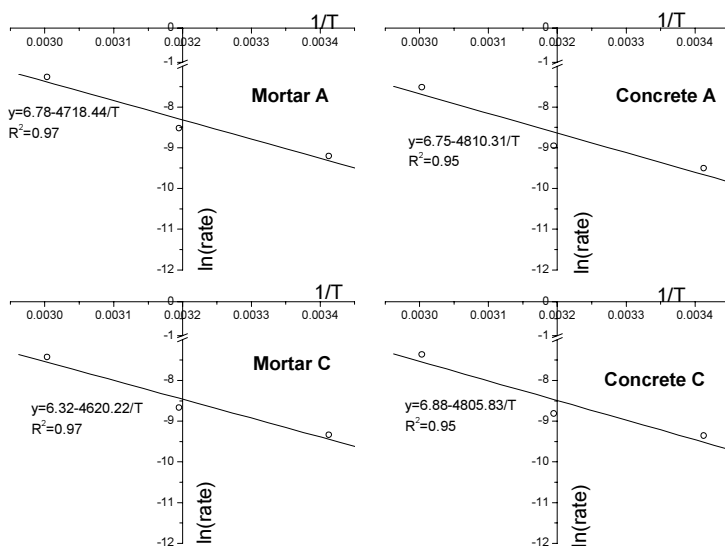 1/T
0
0.0030 0.0031 0.0032 0.0033 0.0034
-1
Mortar A
y=6.78-4718.44/T
R²=0.97
-8
-9
-10
-11
-12
ln(rate)
1/T
0
0.0030 0.0031 0.0032 0.0033 0.0034
-1
Concrete A
y=6.75-4810.31/T
R²=0.95
-8
-9
-10
-11
-12
ln(rate)
1/T
0
0.0030 0.0031 0.0032 0.0033 0.0034
-1
Mortar C
y=6.32-4620.22/T
R²=0.97
-8
-9
-10
-11
-12
ln(rate)
1/T
0
0.0030 0.0031 0.0032 0.0033 0.0034
-1
Concrete C
y=6.88-4805.83/T
R²=0.95
-8
-9
-10
-11
-12
ln(rate)